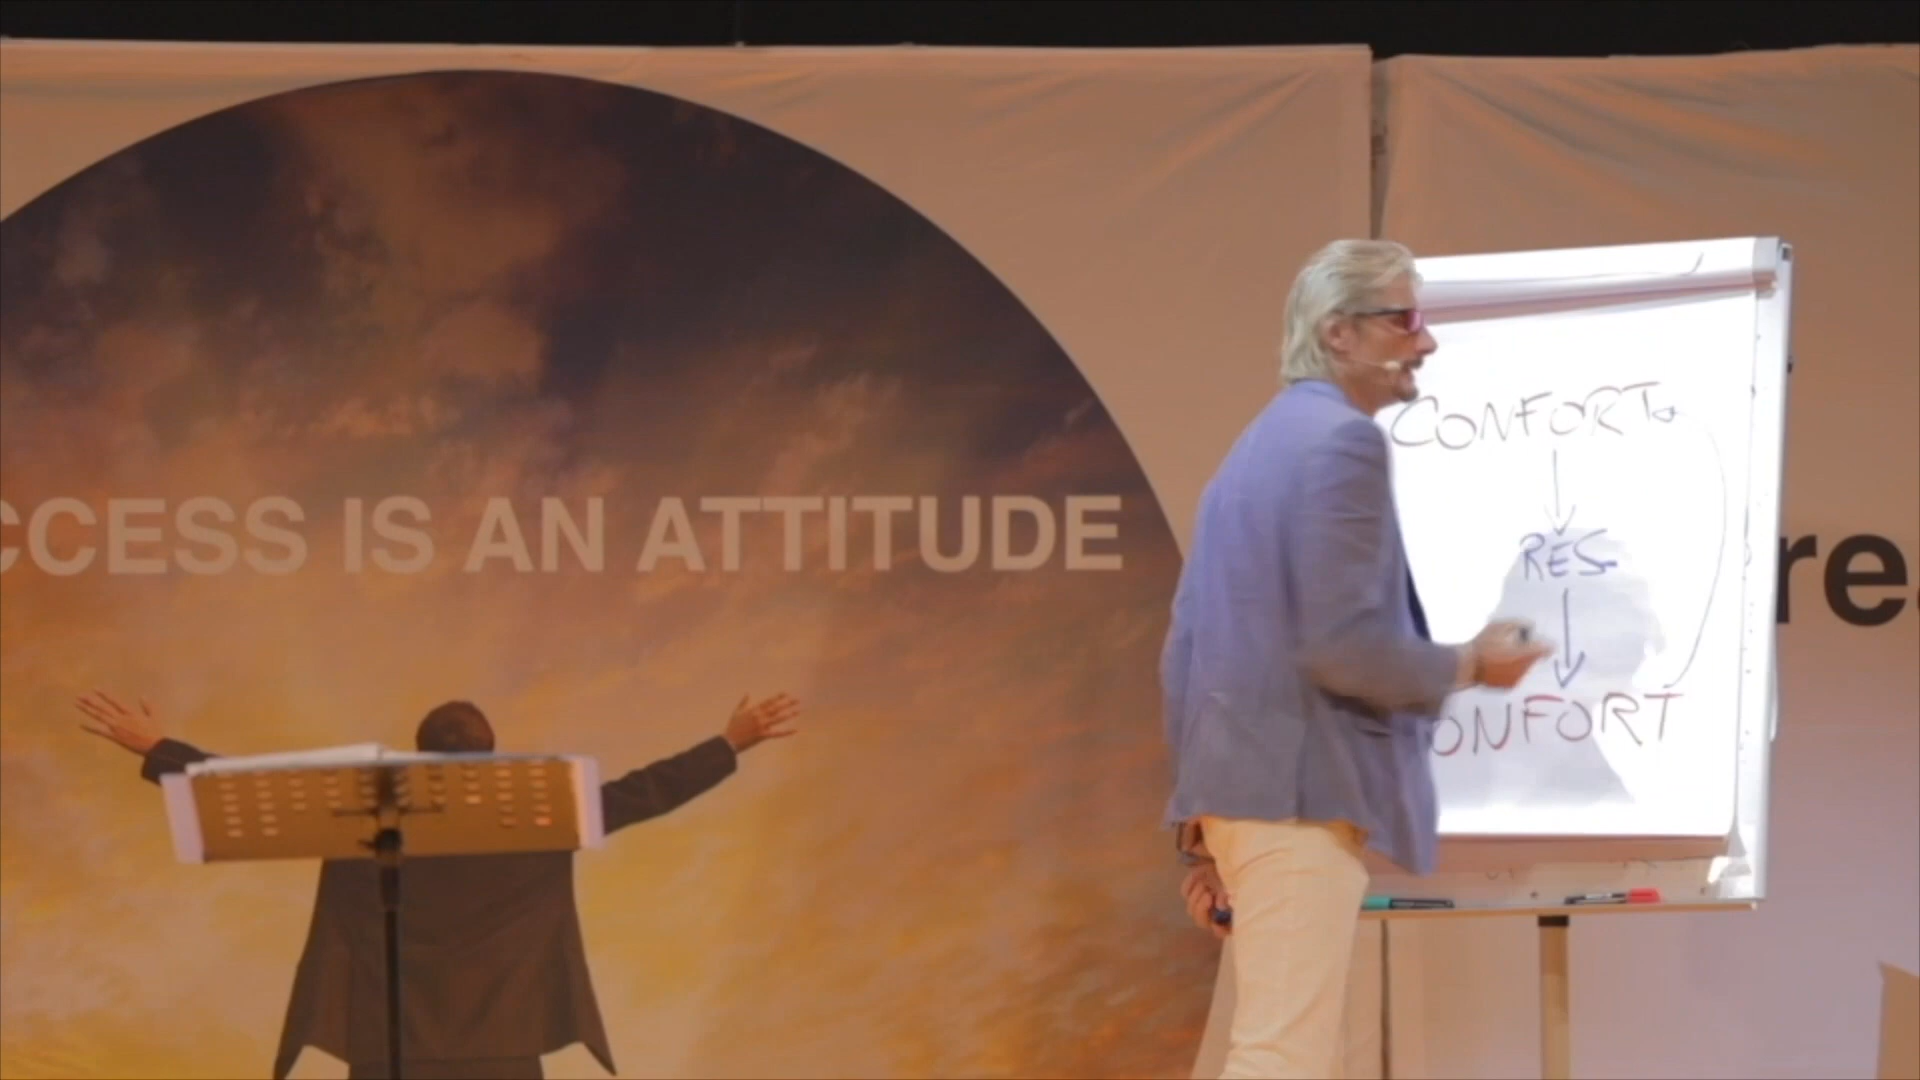 CCESS IS AN ATTITUDE
CONFORT
RES
ONFORT
re